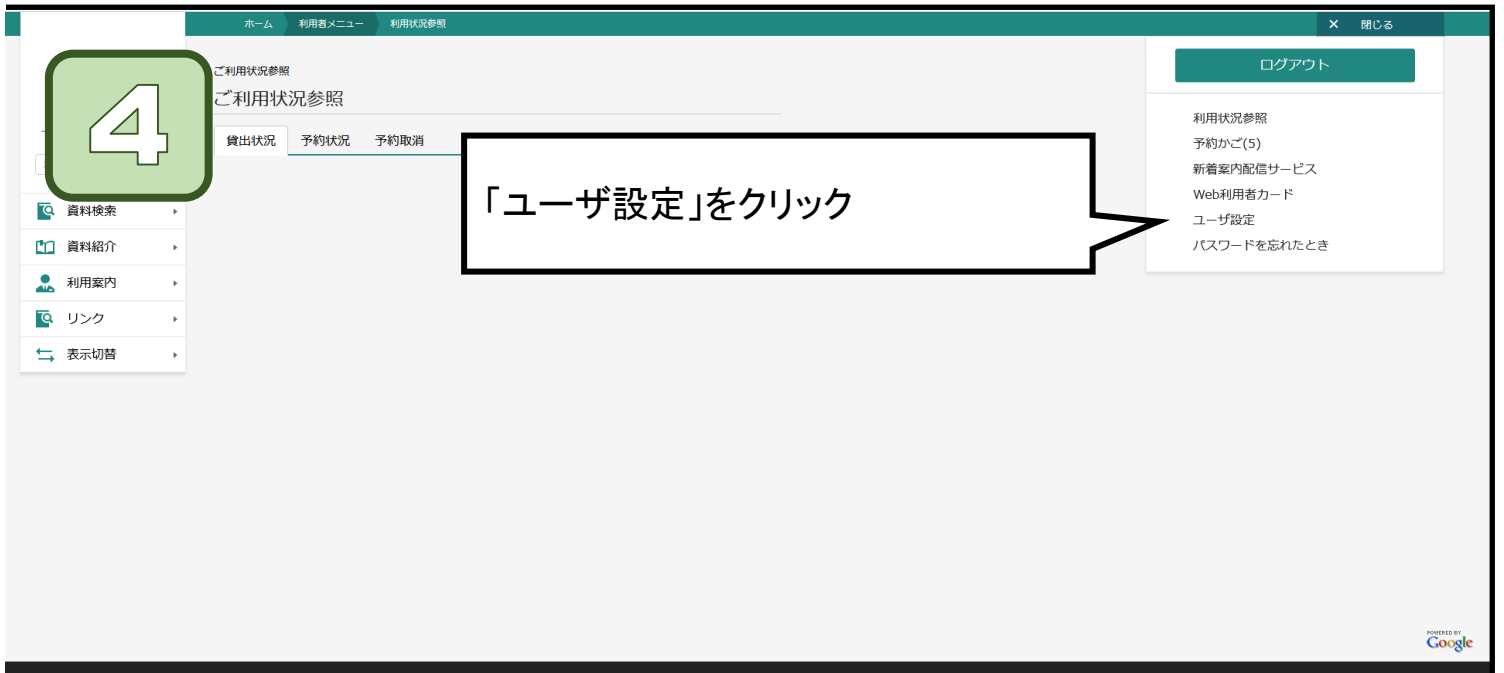 ホーム 利用者メニュー 利用状況参照
× 閉じる
4
ご利用状況参照
ご利用状況参照
貸出状況 予約状況 予約取消
資料検索
資料紹介
利用案内
リンク
表示切替
「ユーザ設定」をクリック
ログアウト
利用状況参照
予約かご(5)
新着案内配信サービス
Web利用者カード
ユーザ設定
パスワードを忘れたとき
POWERED BY
Google